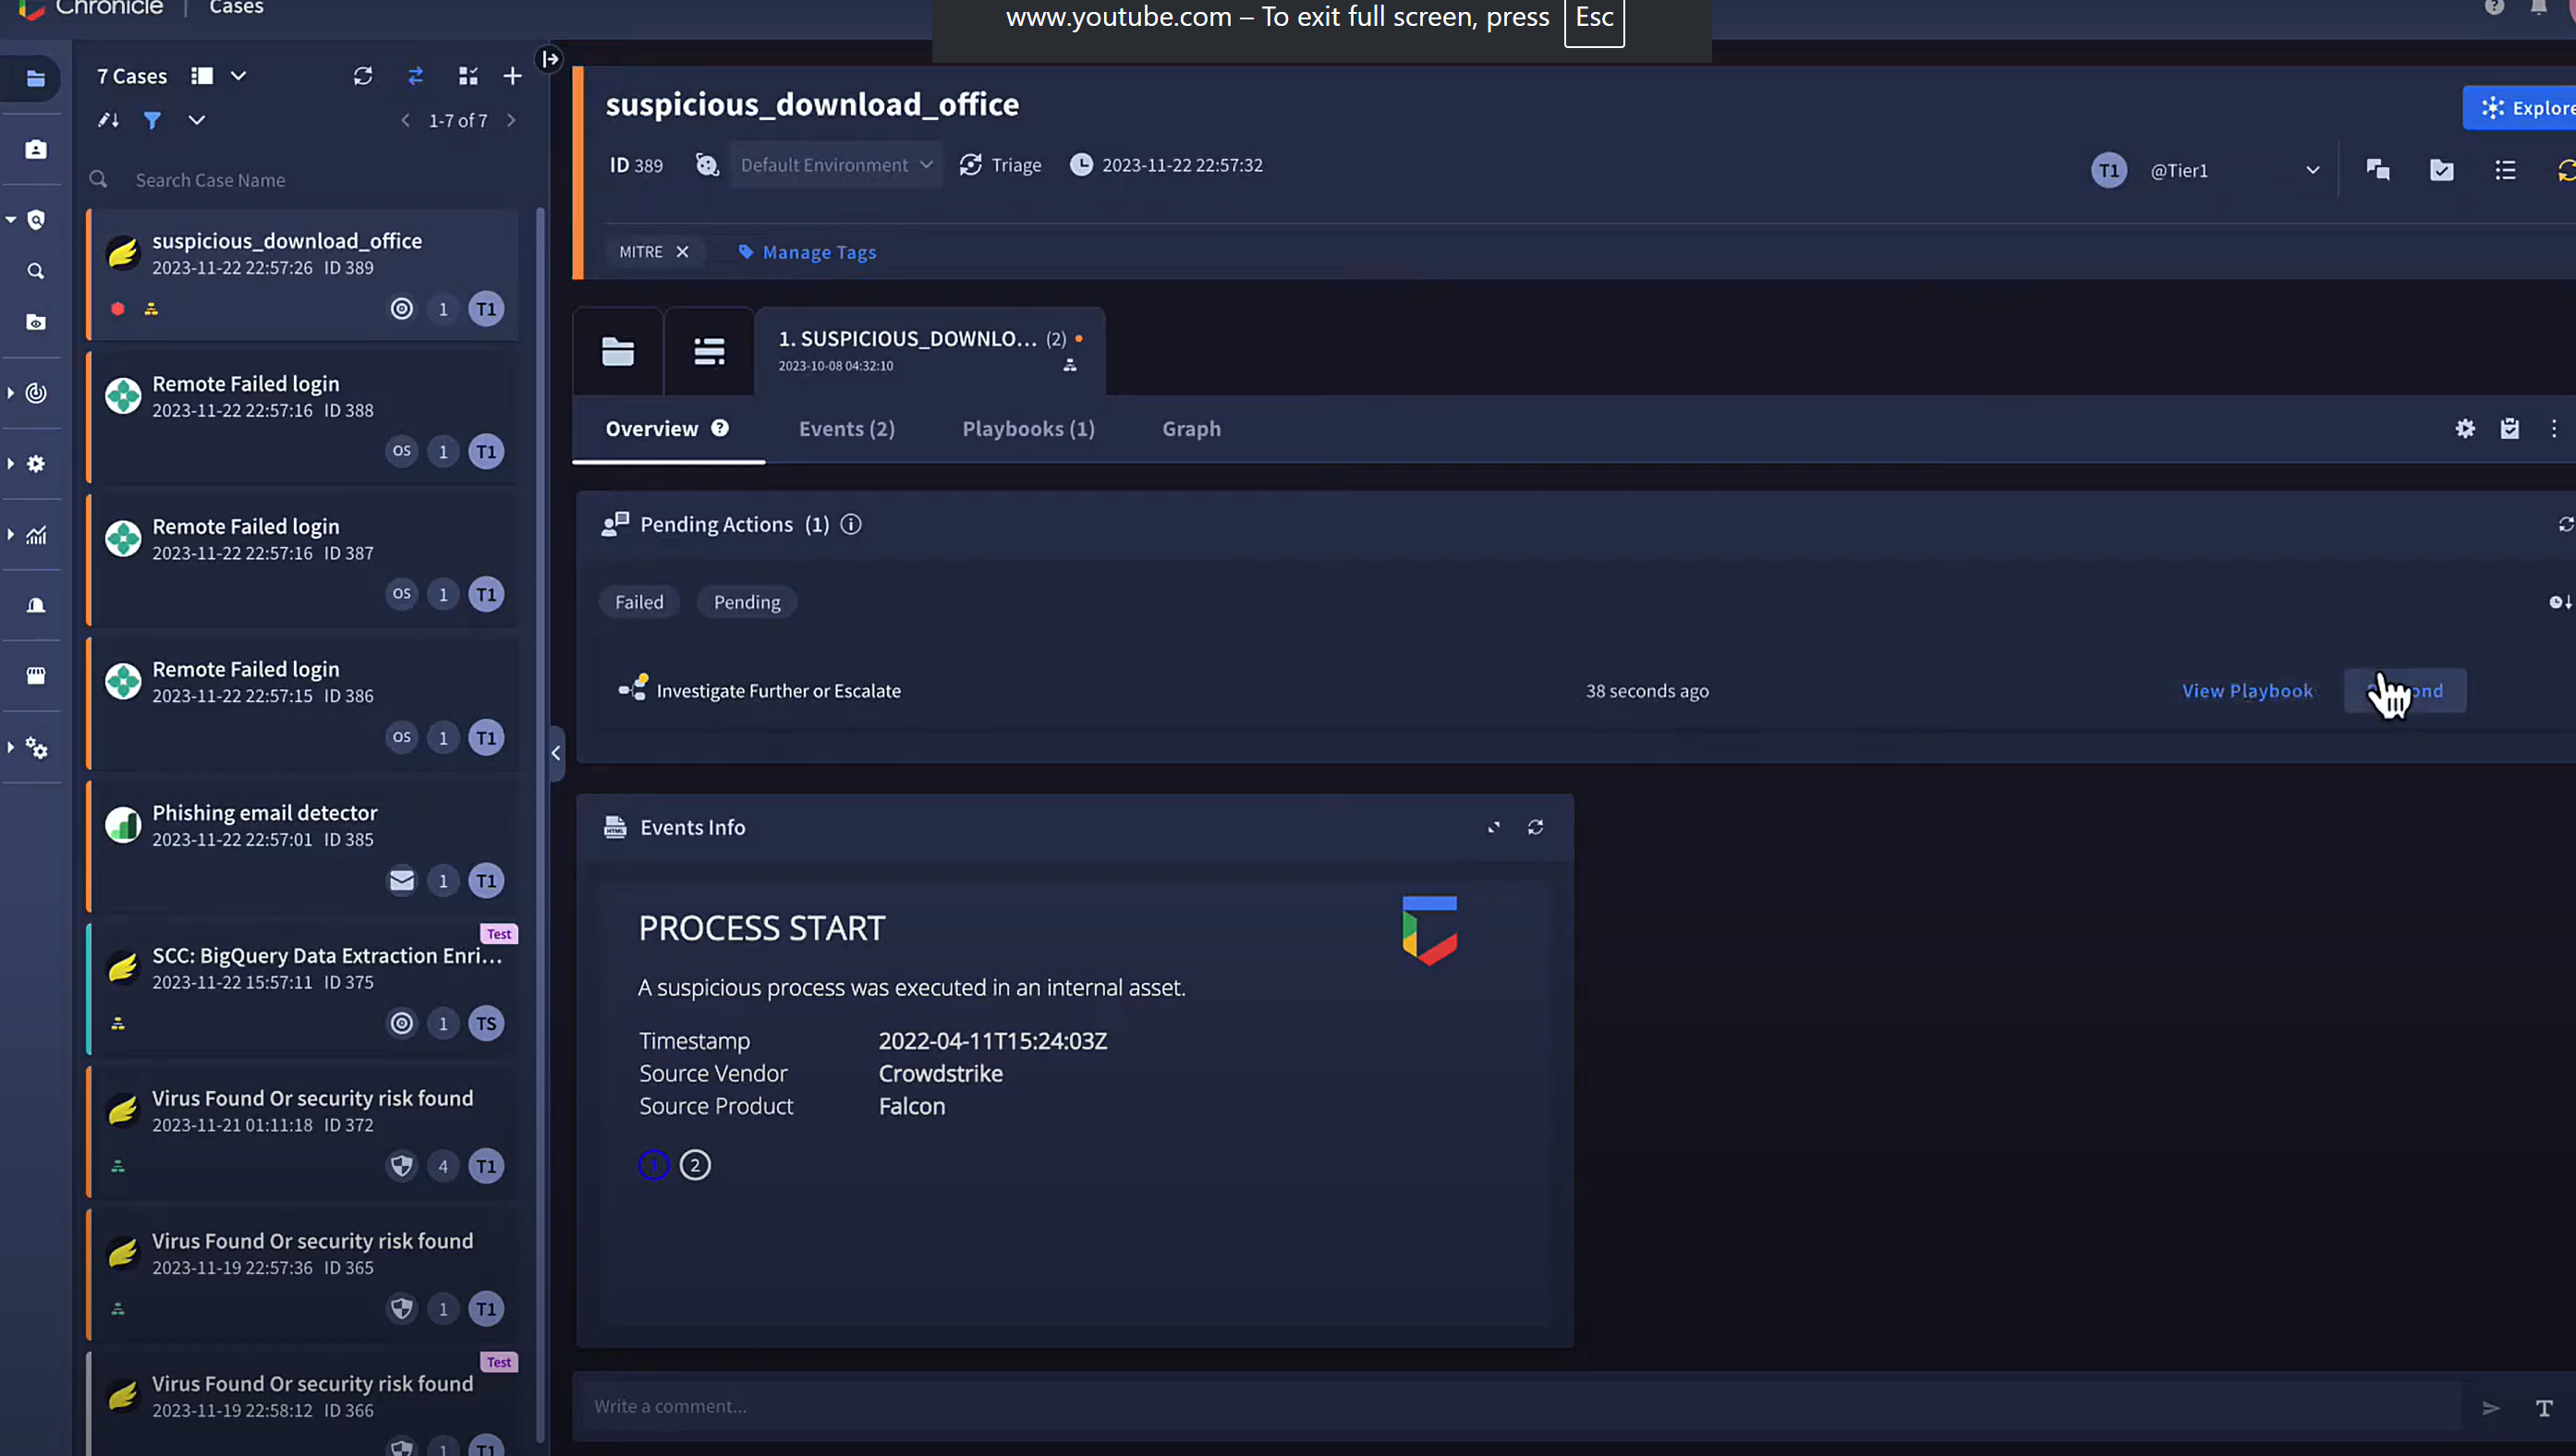 Chronicle
Cases
www.youtube.com – To exit full screen, press Esc
7 Cases
1-7 of 7
Search Case Name
suspicious_download_office
2023-11-22 22:57:26 ID 389
1 T1
Remote Failed login
2023-11-22 22:57:16 ID 388
OS 1 T1
Remote Failed login
2023-11-22 22:57:16 ID 387
OS 1 T1
Remote Failed login
2023-11-22 22:57:15 ID 386
OS 1 T1
Phishing email detector
2023-11-22 22:57:01 ID 385
1 T1
Test
SCC: BigQuery Data Extraction Enri...
2023-11-22 15:57:11 ID 375
1 TS
Virus Found Or security risk found
2023-11-21 01:11:18 ID 372
4 T1
Virus Found Or security risk found
2023-11-19 22:57:36 ID 365
1 T1
Test
Virus Found Or security risk found
2023-11-19 22:58:12 ID 366
1 T1
suspicious_download_office
Explore
ID 389 Default Environment Triage 2023-11-22 22:57:32
T1 @Tier1
MITRE Manage Tags
1. SUSPICIOUS_DOWNLO... (2)
2023-10-08 04:32:10
Overview Events (2) Playbooks (1) Graph
Pending Actions (1)
Failed Pending
Investigate Further or Escalate 38 seconds ago View Playbook
Events Info
HTML
PROCESS START
A suspicious process was executed in an internal asset.
Timestamp 2022-04-11T15:24:03Z
Source Vendor Crowdstrike
Source Product Falcon
1 2
Write a comment...
T